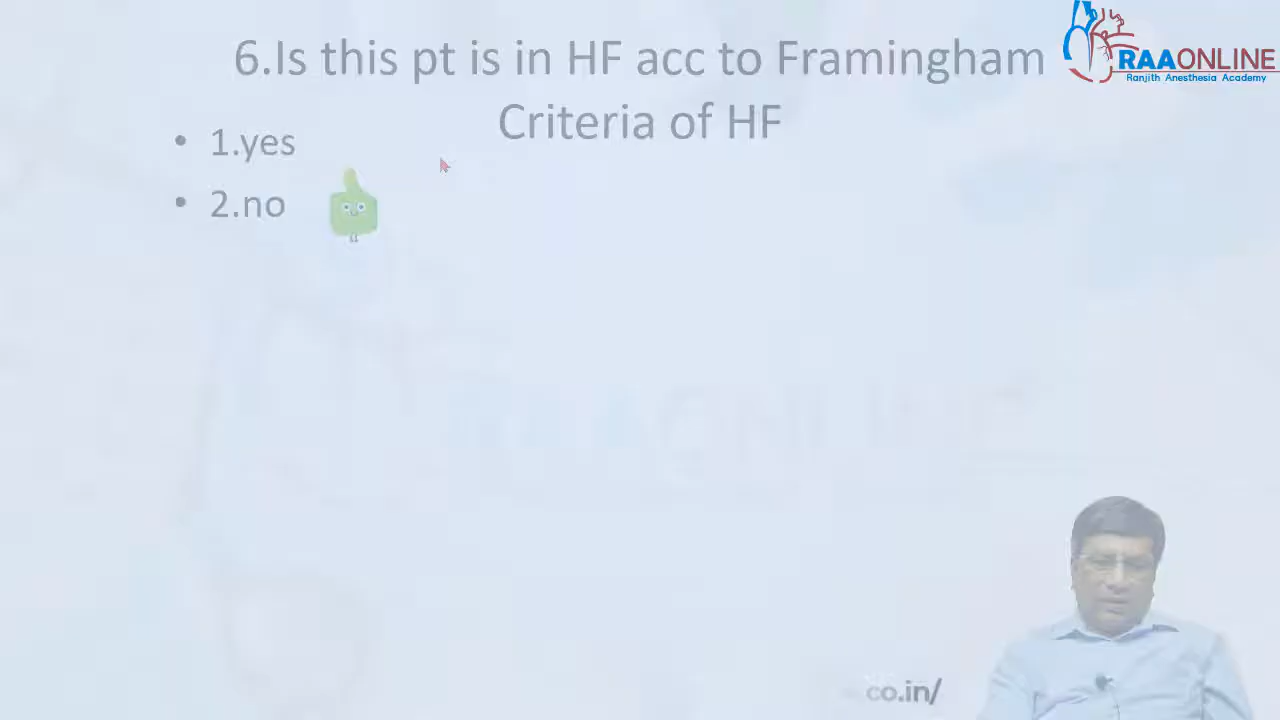 6.Is this pt is in HF acc to Framingham
Criteria of HF
RAAONLINE
Ranjith Anesthesia Academy
• 1.yes
• 2.no
co.in/